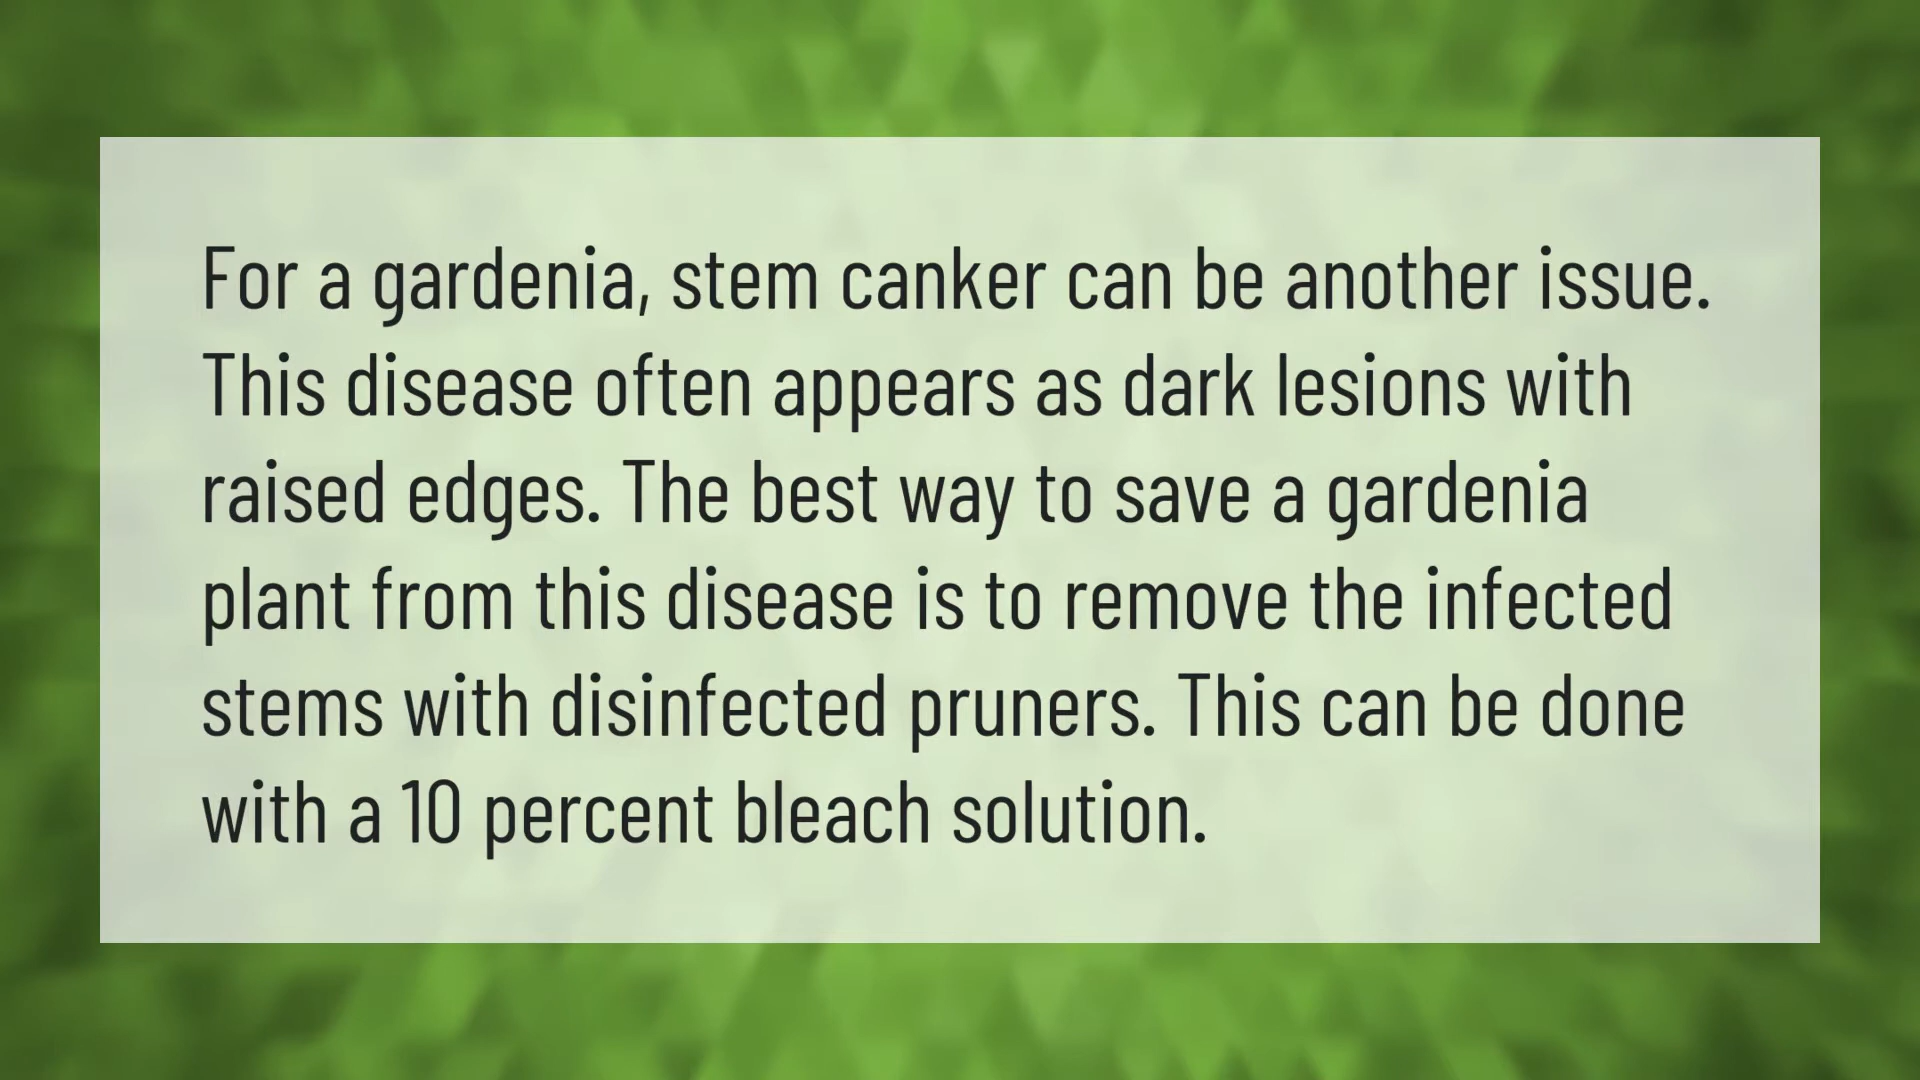 For a gardenia, stem canker can be another issue.
This disease often appears as dark lesions with
raised edges. The best way to save a gardenia
plant from this disease is to remove the infected
stems with disinfected pruners. This can be done
with a 10 percent bleach solution.